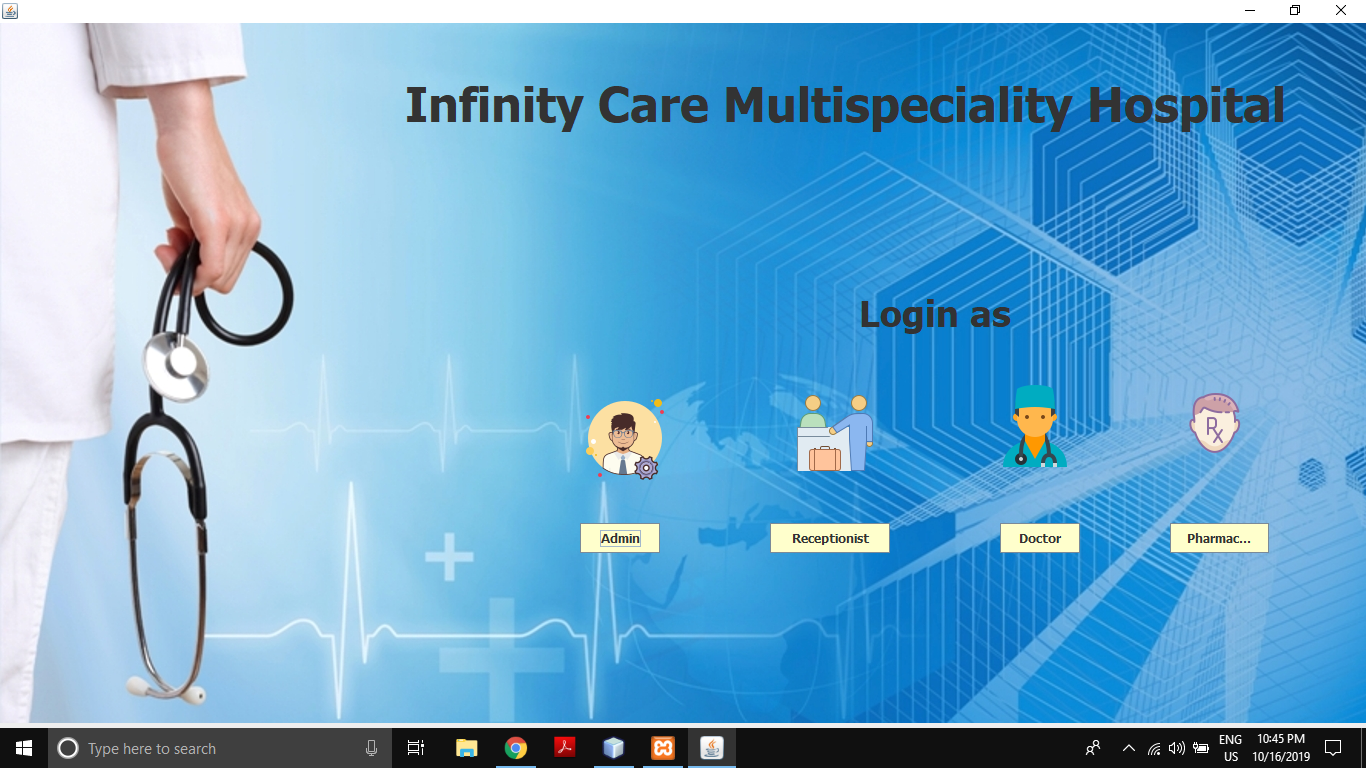 Infinity Care Multispeciality Hospital
Login as
Rx
Admin Receptionist Doctor Pharmac...
Type here to search
ENG 10:45 PM
US 10/16/2019